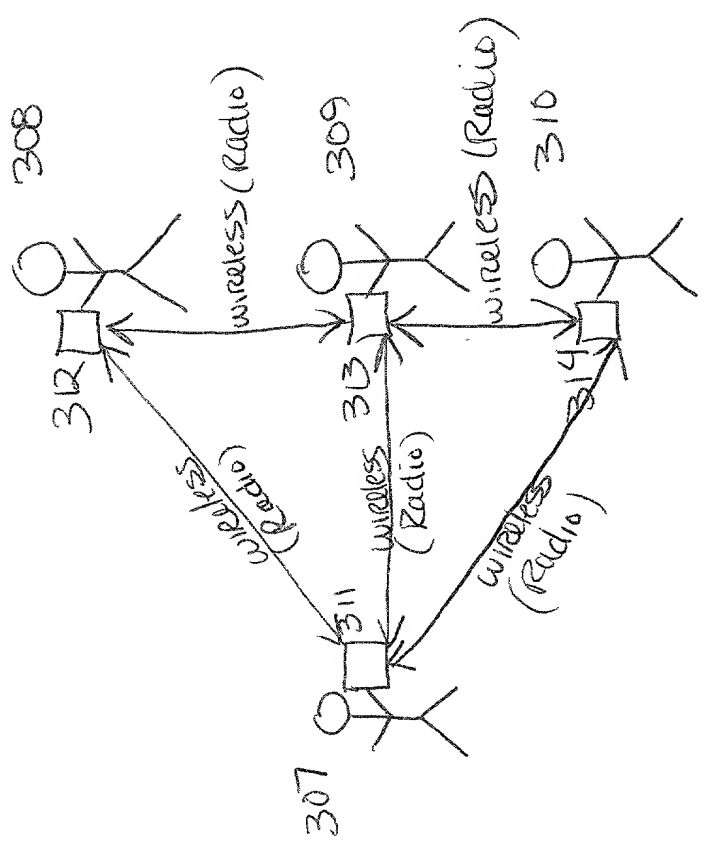 308
312
wireless (Radio)
309
313
wireless (Radio)
310
314
wireless
(Radio)
wireless
(Radio)
wireless
(Radio)
311
307